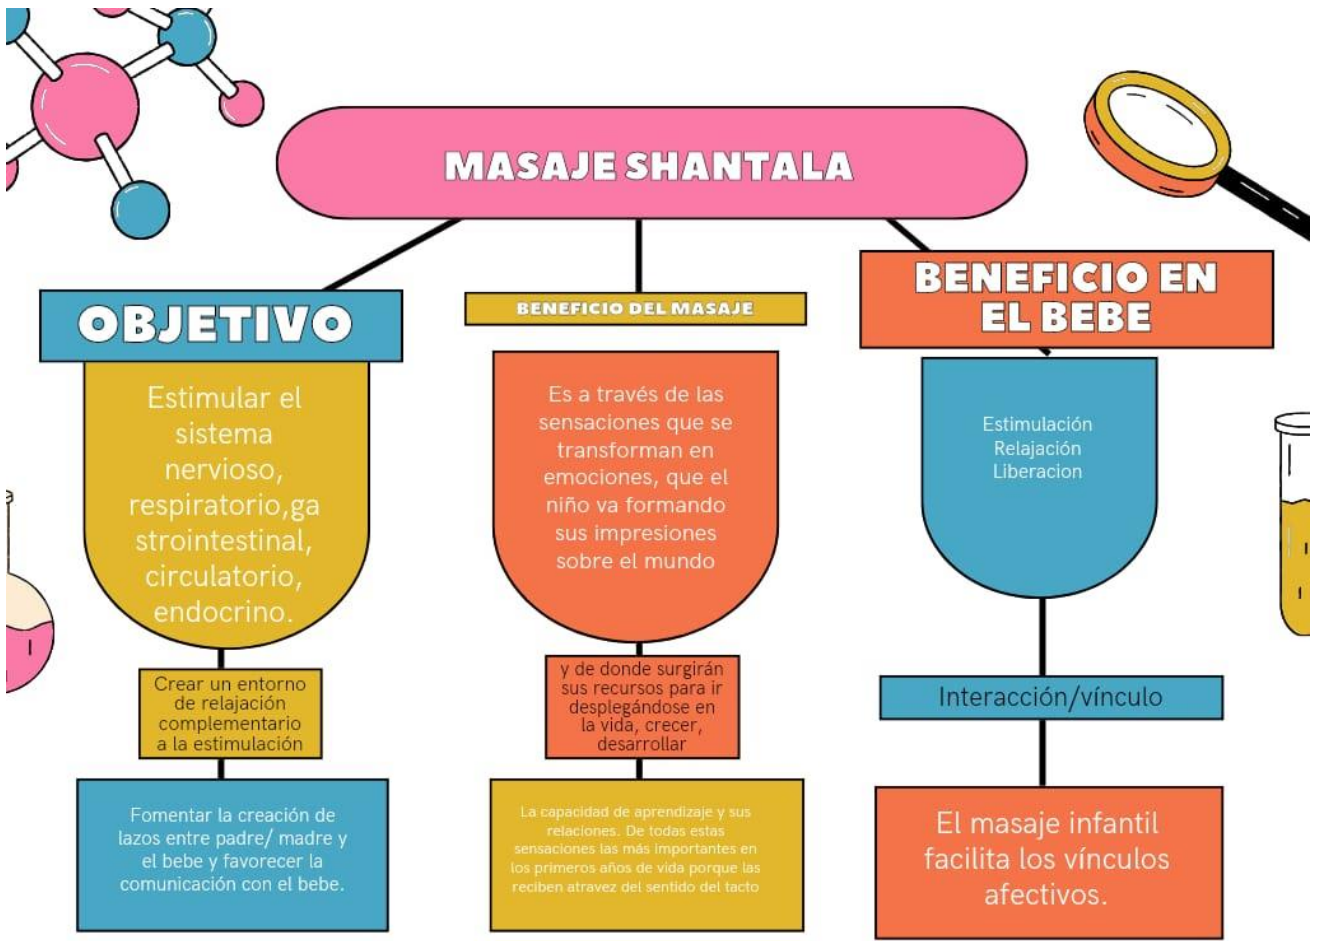 MASAJE SHANTALA
OBJETIVO
Estimular el
sistema
nervioso,
respiratorio,ga
strointestinal,
circulatorio,
endocrino.
Crear un entorno
de relajación
complementario
a la estimulación
Fomentar la creación de
lazos entre padre/ madre y
el bebe y favorecer la
comunicación con el bebe.
BENEFICIO DEL MASAJE
Es a través de las
sensaciones que se
transforman en
emociones, que el
niño va formando
sus impresiones
sobre el mundo
y de donde surgirán
sus recursos para ir
desplegándose en
la vida, crecer,
desarrollar
La capacidad de aprendizaje y sus
relaciones. De todas estas
sensaciones las más importantes en
los primeros años de vida porque las
reciben atravez del sentido del tacto
BENEFICIO EN
EL BEBE
Estimulación
Relajación
Liberacion
Interacción/vínculo
El masaje infantil
facilita los vínculos
afectivos.